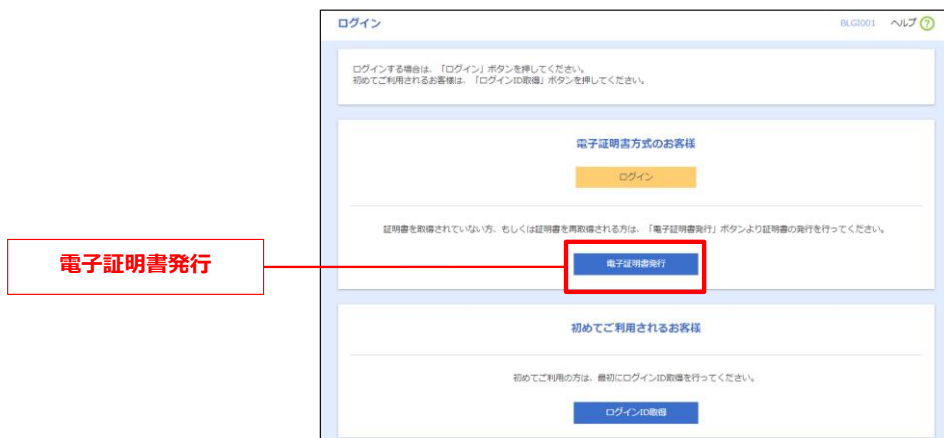 ログイン
BLGI001 ヘルプ ?
ログインする場合は、「ログイン」ボタンを押してください。
初めてご利用されるお客様は、「ログインID取得」ボタンを押してください。
電子証明書方式のお客様
ログイン
証明書を取得されていない方、もしくは証明書を再取得される方は、「電子証明書発行」ボタンより証明書の発行を行ってください。
電子証明書発行
電子証明書発行
初めてご利用されるお客様
初めてご利用の方は、最初にログインID取得を行ってください。
ログインID取得